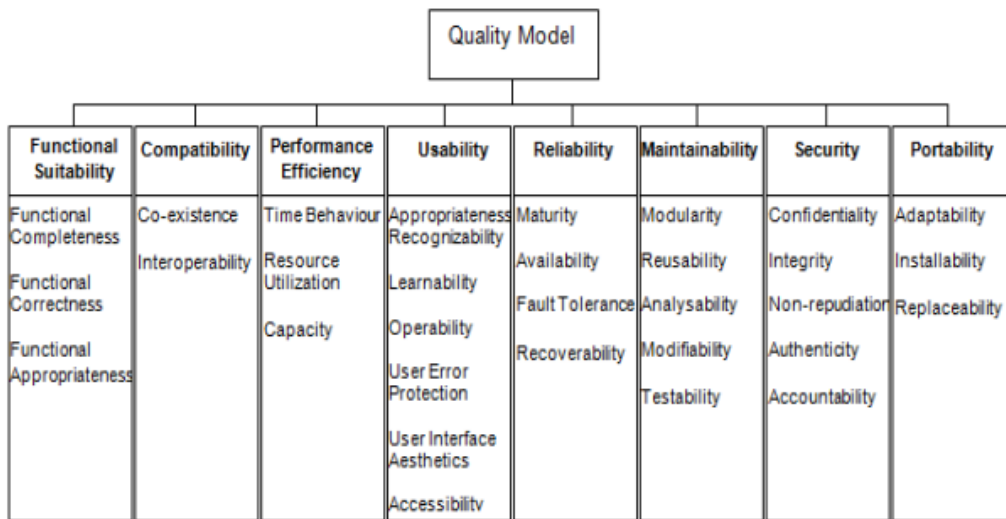 Quality Model
Functional
Suitability
Functional
Completeness
Functional
Correctness
Functional
Appropriateness
Compatibility
Co-existence
Interoperability
Performance
Efficiency
Time Behaviour
Resource
Utilization
Capacity
Usability
Appropriateness
Recognizability
Learnability
Operability
User Error
Protection
User Interface
Aesthetics
Accessibility
Reliability
Maturity
Availability
Fault Tolerance
Recoverability
Maintainability
Modularity
Reusability
Analysability
Modifiability
Testability
Security
Confidentiality
Integrity
Non-repudiation
Authenticity
Accountability
Portability
Adaptability
Installability
Replaceability